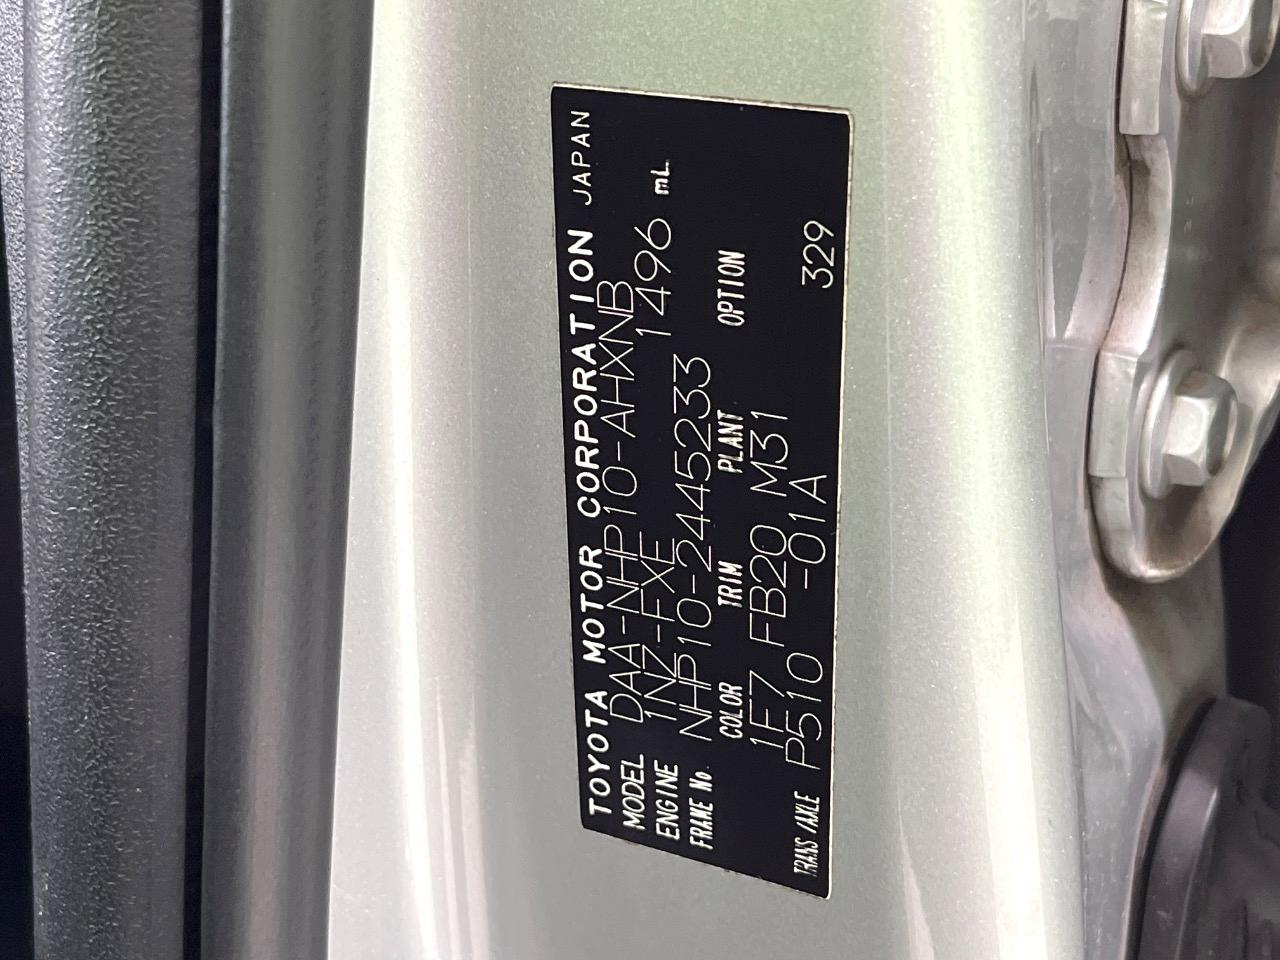 TOYOTA MOTOR CORPORATION JAPAN
MODEL DAA-NHP10-AHXNB
ENGINE 1NZ-FXE 1496 mL
FRAME No. NHP10-2445233
COLOR TRIM PLANT OPTION
1F7 FB20 M31
TRANS/AXLE P510 -01A 329